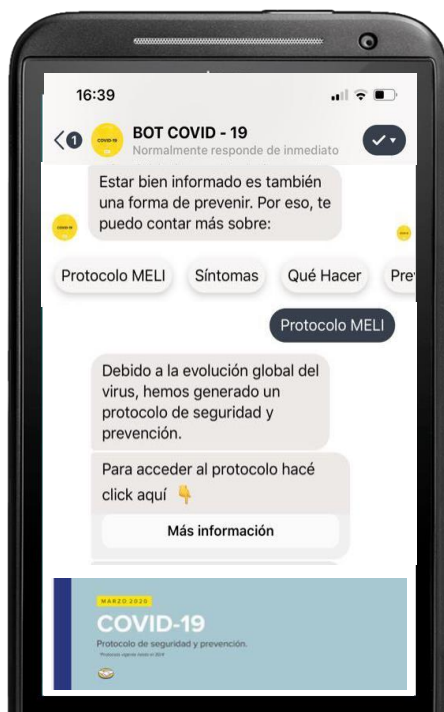 16:39
1
BOT COVID - 19
Normalmente responde de inmediato
Estar bien informado es también
una forma de prevenir. Por eso, te
puedo contar más sobre:
Protocolo MELI
Síntomas
Qué Hacer
Pre
Protocolo MELI
Debido a la evolución global del
virus, hemos generado un
protocolo de seguridad y
prevención.
Para acceder al protocolo hacé
click aquí 👇
Más información
MARZO 2020
COVID-19
Protocolo de seguridad y prevención.